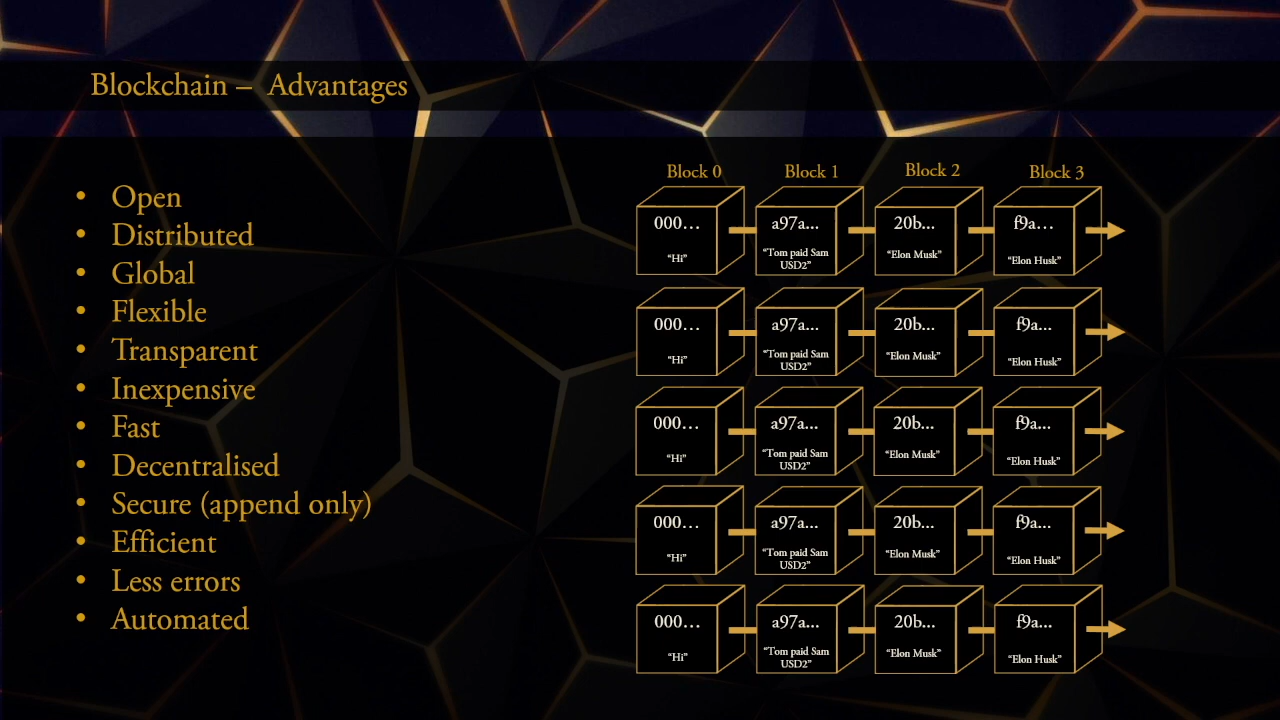 Blockchain – Advantages
• Open
• Distributed
• Global
• Flexible
• Transparent
• Inexpensive
• Fast
• Decentralised
• Secure (append only)
• Efficient
• Less errors
• Automated
Block 0 Block 1 Block 2 Block 3
000... a97a... 20b... f9a...
“Hi” “Tom paid Sam “Elon Musk” “Elon Husk”
USD2”
000... a97a... 20b... f9a...
“Hi” “Tom paid Sam “Elon Musk” “Elon Husk”
USD2”
000... a97a... 20b... f9a...
“Hi” “Tom paid Sam “Elon Musk” “Elon Husk”
USD2”
000... a97a... 20b... f9a...
“Hi” “Tom paid Sam “Elon Musk” “Elon Husk”
USD2”
000... a97a... 20b... f9a...
“Hi” “Tom paid Sam “Elon Musk” “Elon Husk”
USD2”